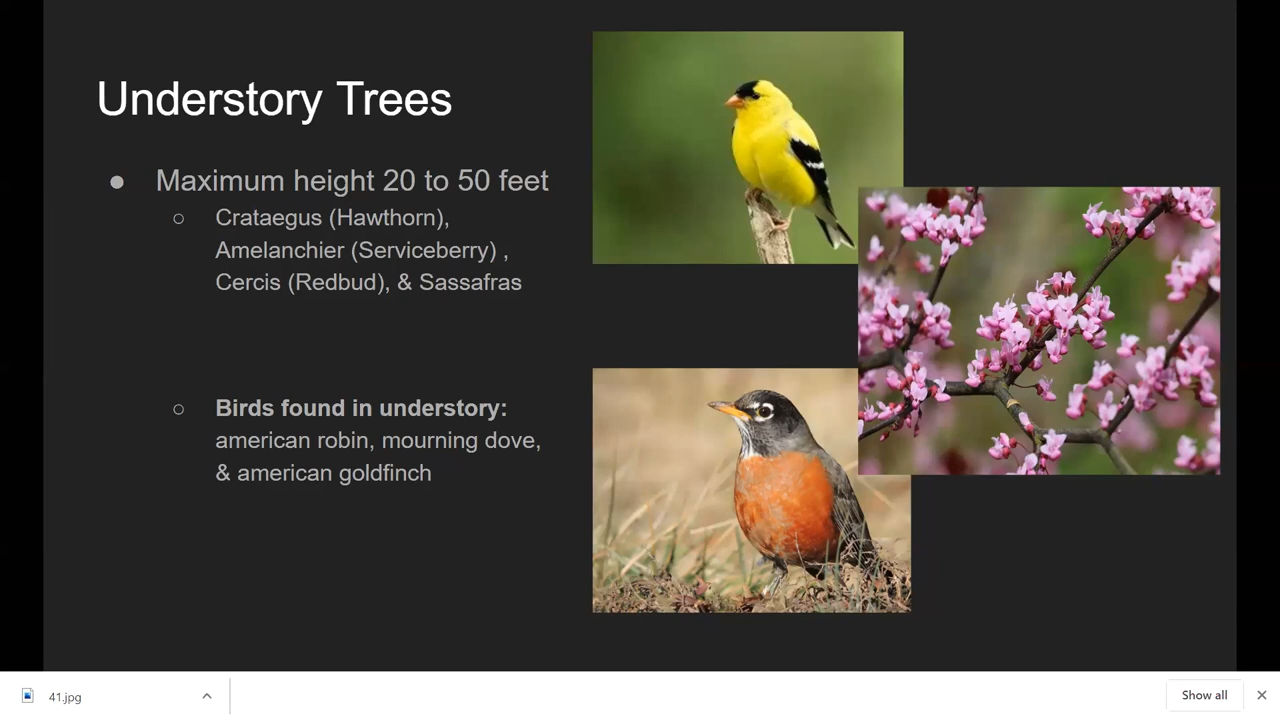 Understory Trees
● Maximum height 20 to 50 feet
○ Crataegus (Hawthorn),
Amelanchier (Serviceberry) ,
Cercis (Redbud), & Sassafras
○ Birds found in understory:
american robin, mourning dove,
& american goldfinch
41.jpg
Show all